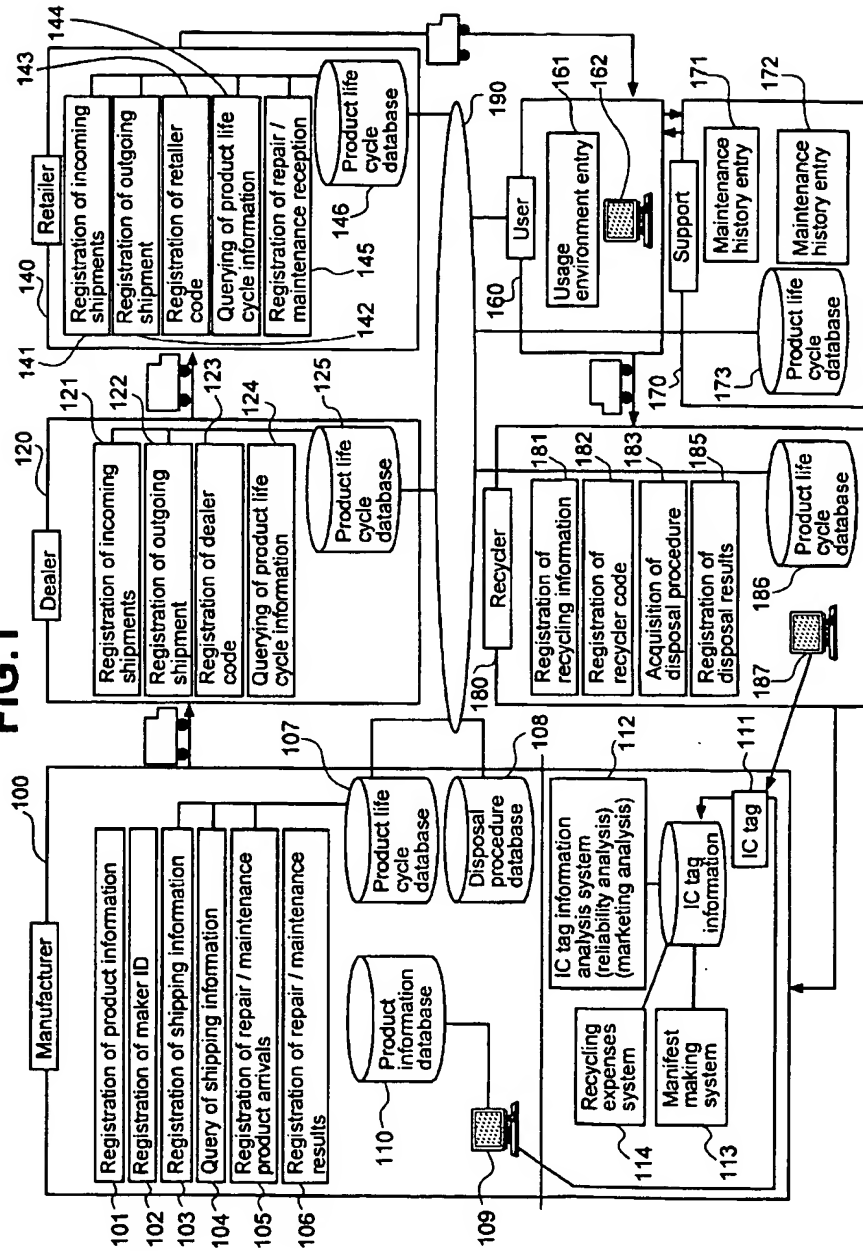 FIG.1
100
Manufacturer
101
Registration of product information
102
Registration of maker ID
103
Registration of shipping information
104
Query of shipping information
105
Registration of repair / maintenance
product arrivals
106
Registration of repair / maintenance
results
107
Product life
cycle database
108
Disposal procedure
database
110
Product
information
database
109
112
IC tag information
analysis system
(reliability analysis)
(marketing analysis)
111
IC tag
IC tag
information
Recycling
expenses
system
114
Manifest
making
system
113
120
Dealer
121
Registration of incoming
shipments
122
Registration of outgoing
shipment
123
Registration of dealer
code
124
Querying of product life
cycle information
125
Product life
cycle
database
140
Retailer
141
Registration of incoming
shipments
142
Registration of outgoing
shipment
143
Registration of retailer
code
144
Querying of product life
cycle information
145
Registration of repair /
maintenance reception
146
Product life
cycle
database
190
160
User
161
Usage
environment entry
162
170
Support
171
Maintenance
history entry
172
Maintenance
history entry
173
Product life
cycle
database
180
Recycler
181
Registration of
recycling information
182
Registration of
recycler code
183
Acquisition of
disposal procedure
185
Registration of
disposal results
186
Product life
cycle
database
187